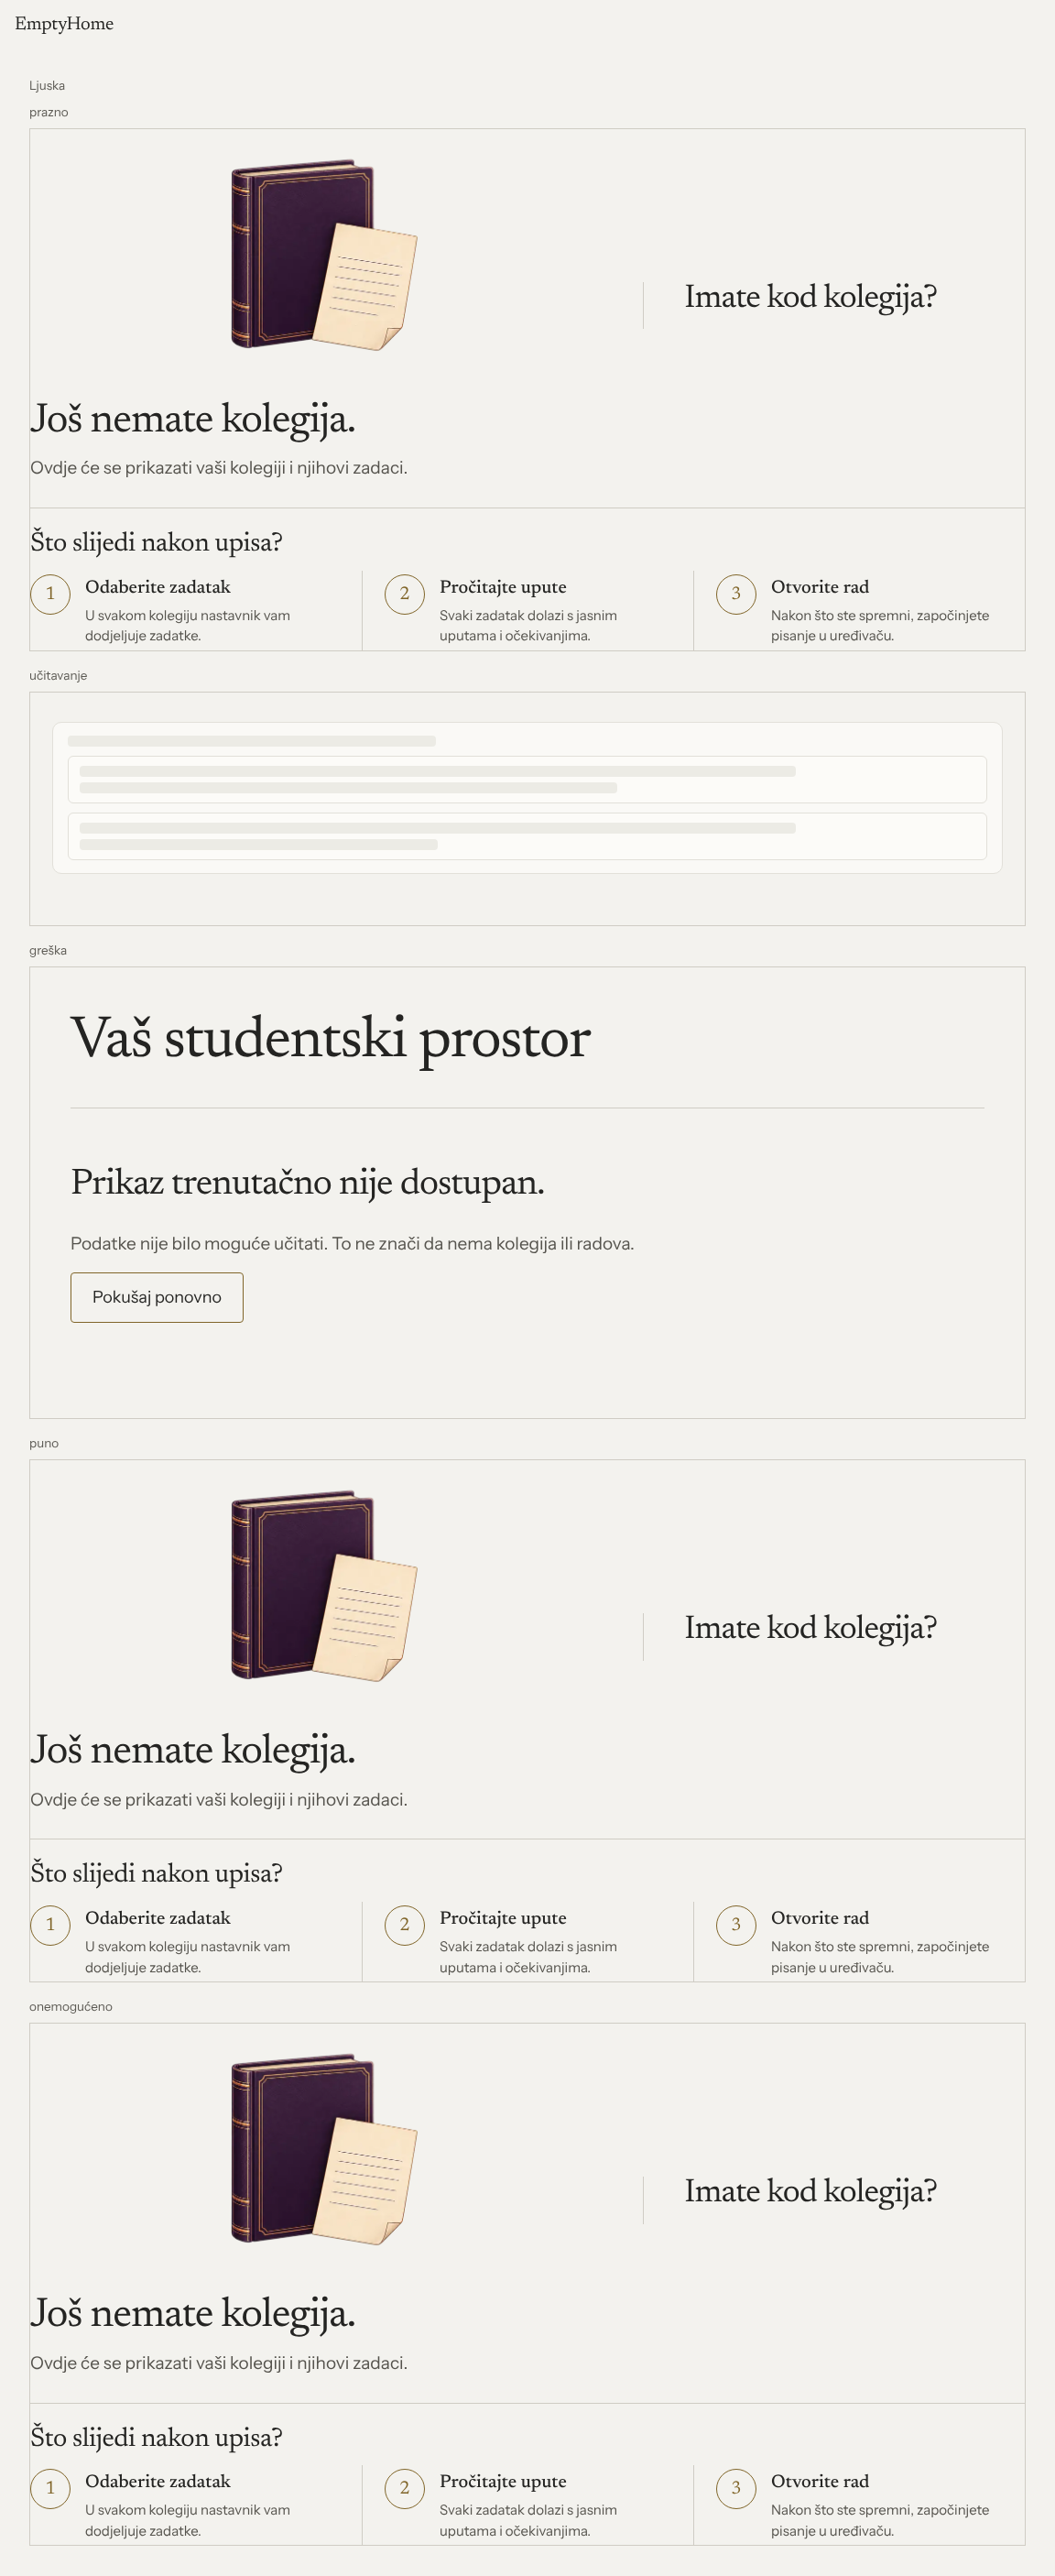 EmptyHome
Ljuska
prazno
Imate kod kolegija?
Još nemate kolegija.
Ovdje će se prikazati vaši kolegiji i njihovi zadaci.
Što slijedi nakon upisa?
1
Odaberite zadatak
U svakom kolegiju nastavnik vam
dodjeljuje zadatke.
2
Pročitajte upute
Svaki zadatak dolazi s jasnim
uputama i očekivanjima.
3
Otvorite rad
Nakon što ste spremni, započinjete
pisanje u uređivaču.
učitavanje
greška
Vaš studentski prostor
Prikaz trenutačno nije dostupan.
Podatke nije bilo moguće učitati. To ne znači da nema kolegija ili radova.
Pokušaj ponovno
puno
Imate kod kolegija?
Još nemate kolegija.
Ovdje će se prikazati vaši kolegiji i njihovi zadaci.
Što slijedi nakon upisa?
1
Odaberite zadatak
U svakom kolegiju nastavnik vam
dodjeljuje zadatke.
2
Pročitajte upute
Svaki zadatak dolazi s jasnim
uputama i očekivanjima.
3
Otvorite rad
Nakon što ste spremni, započinjete
pisanje u uređivaču.
onemogućeno
Imate kod kolegija?
Još nemate kolegija.
Ovdje će se prikazati vaši kolegiji i njihovi zadaci.
Što slijedi nakon upisa?
1
Odaberite zadatak
U svakom kolegiju nastavnik vam
dodjeljuje zadatke.
2
Pročitajte upute
Svaki zadatak dolazi s jasnim
uputama i očekivanjima.
3
Otvorite rad
Nakon što ste spremni, započinjete
pisanje u uređivaču.